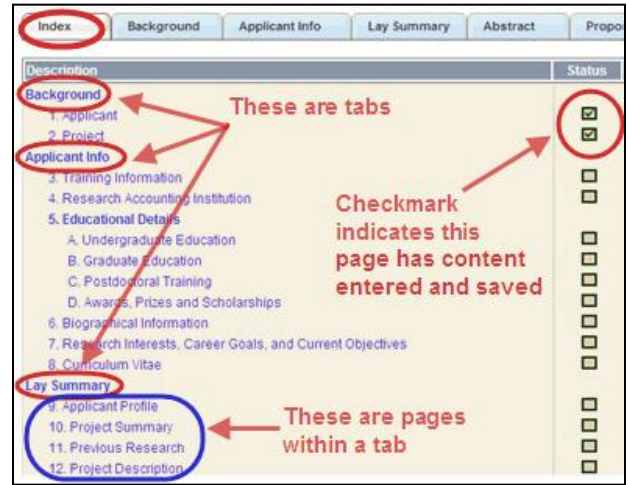 Index Background Applicant Info Lay Summary Abstract Propo
Description Status
Background
1. Applicant
2. Project
Applicant Info
3. Training Information
4. Research Accounting Institution
5. Educational Details
A. Undergraduate Education
B. Graduate Education
C. Postdoctoral Training
D. Awards, Prizes and Scholarships
6. Biographical Information
7. Research Interests, Career Goals, and Current Objectives
8. Curriculum Vitae
Lay Summary
9. Applicant Profile
10. Project Summary
11. Previous Research
12. Project Description
These are tabs
Checkmark
indicates this
page has content
entered and saved
These are pages
within a tab